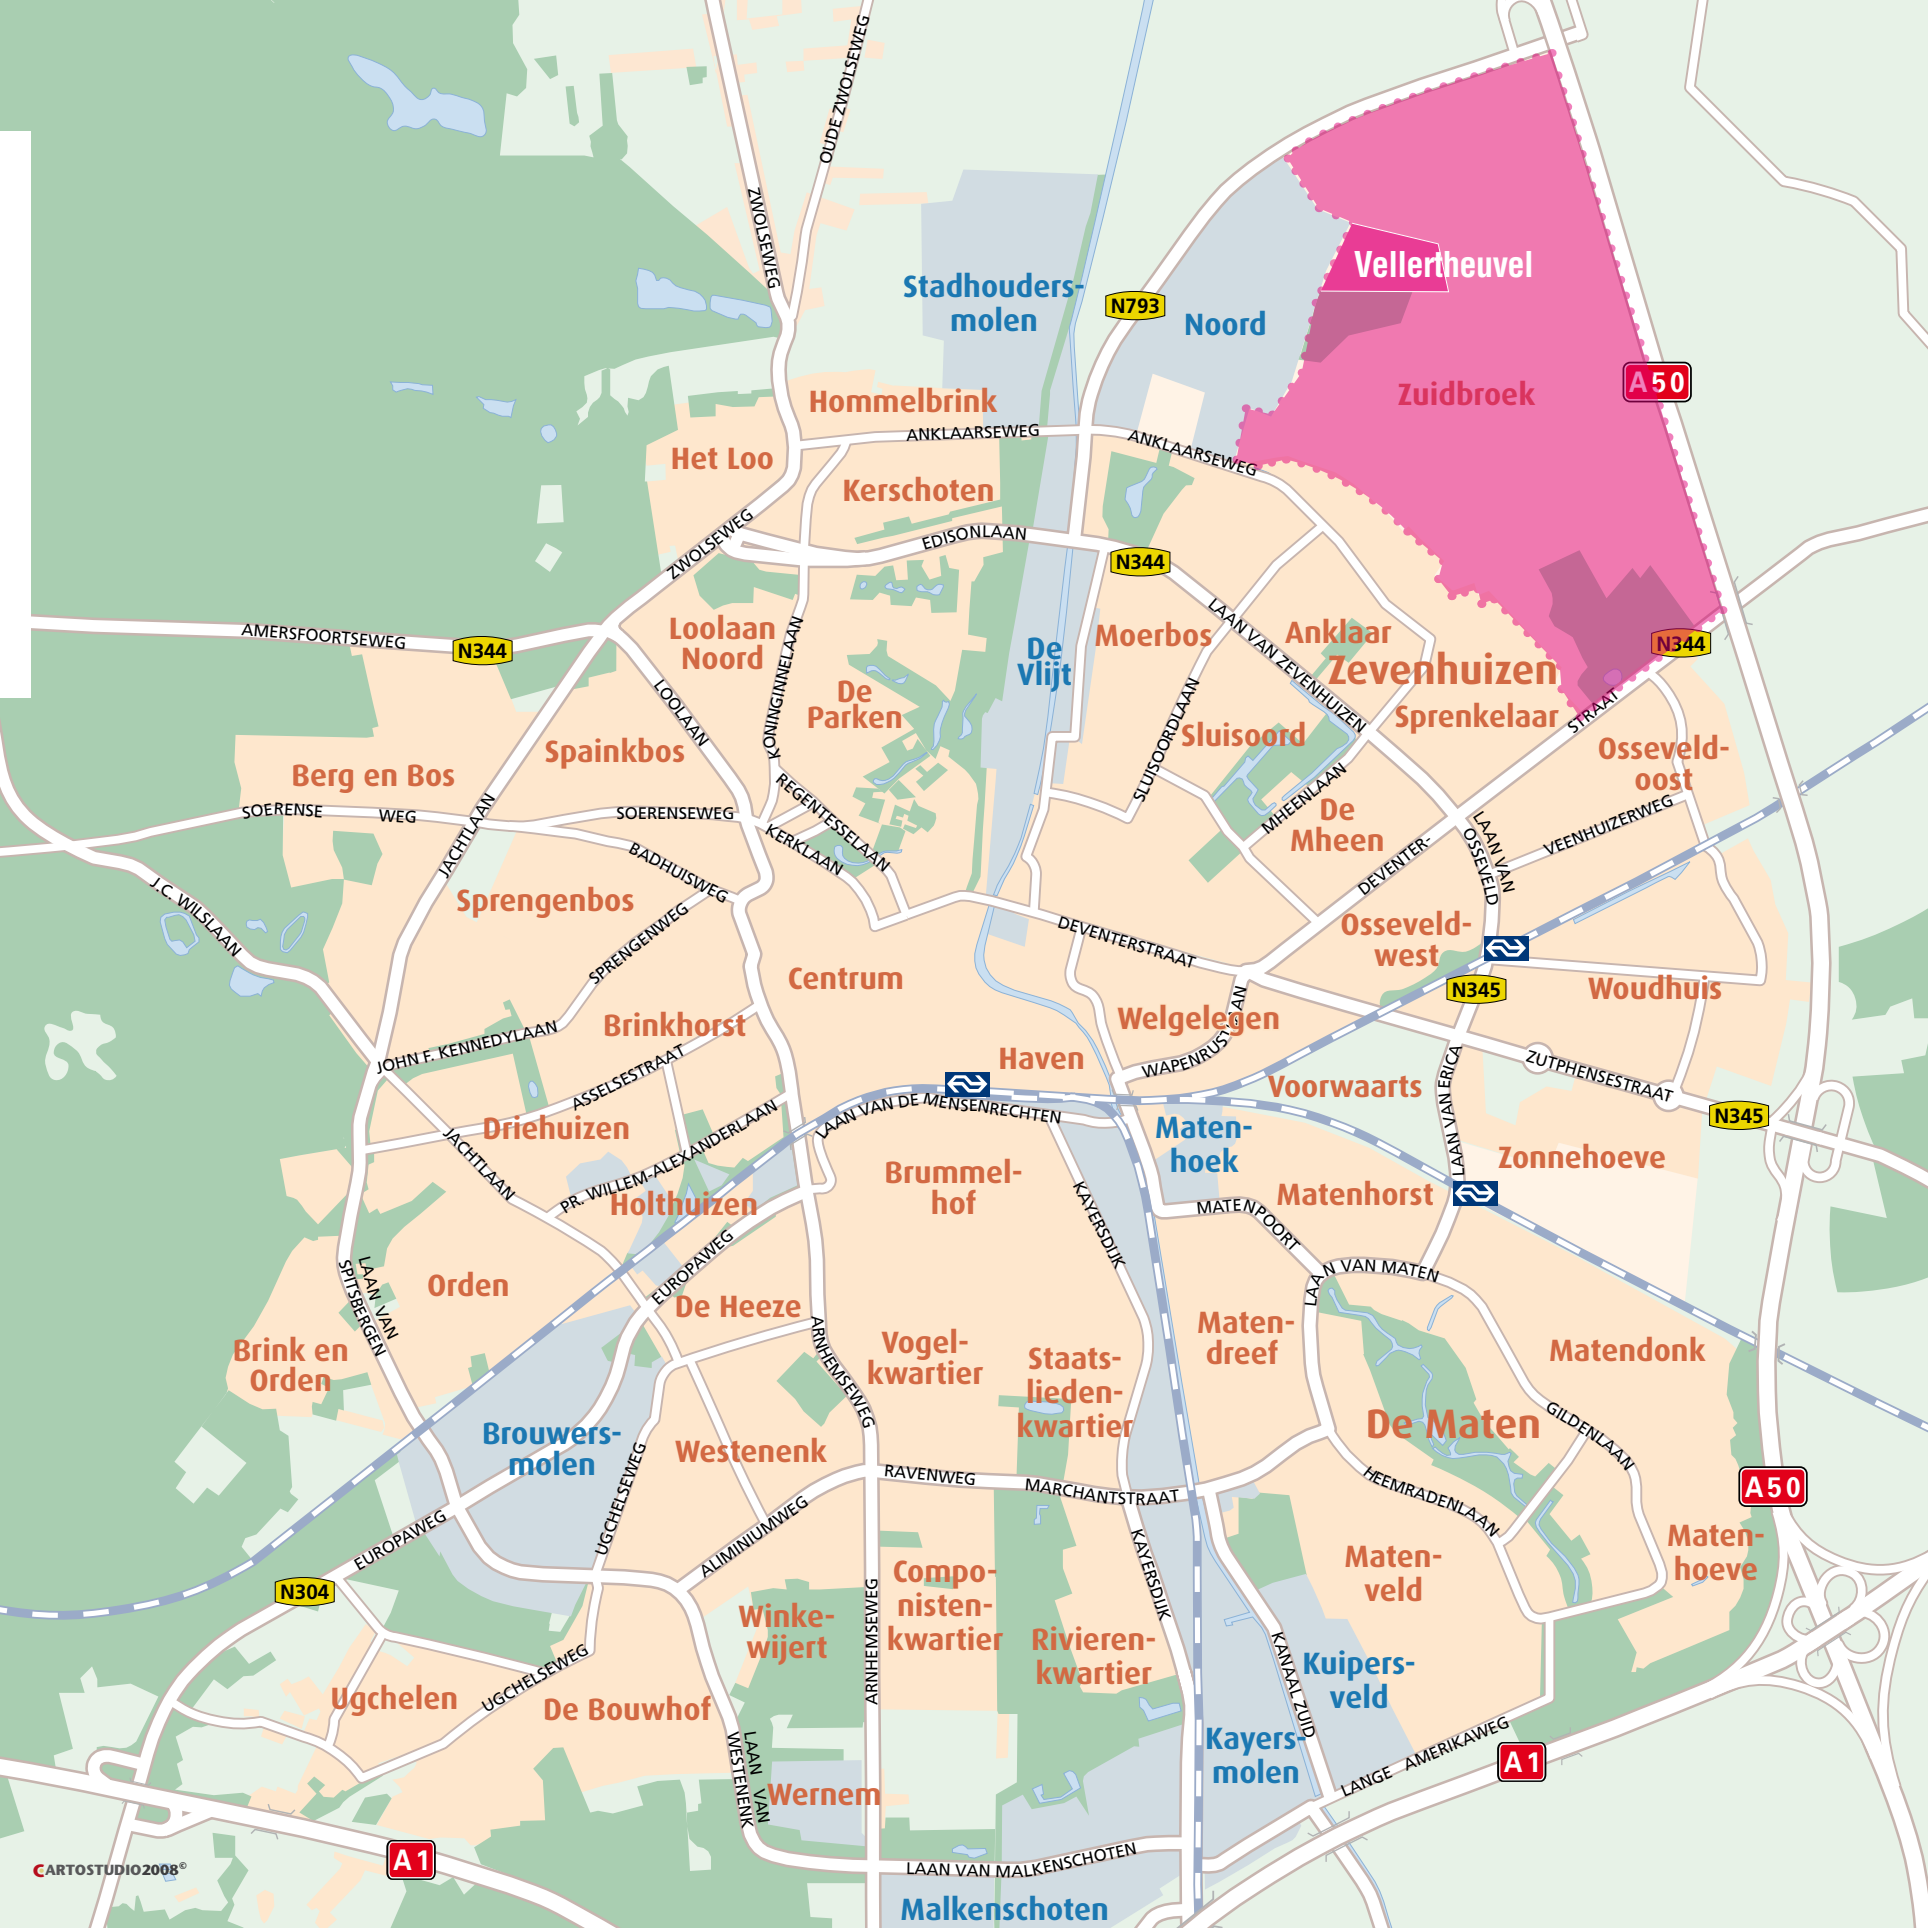 OUDE ZWOLSEWEG
ZWOLSEWEG
Stadhouders-
molen
N793
Noord
Vellertheuvel
Zuidbroek
A50
Hommelbrink
ANKLAARSEWEG
ANKLAARSEWEG
Het Loo
Kerschoten
ZWOLSEWEG
EDISONLAAN
N344
AMERSFOORTSEWEG
N344
Loolaan
Noord
KONINGINNELAAN
De
Parken
De
Vlijt
Moerbos
LAAN VAN ZEVENHUIZEN
Anklaar
Zevenhuizen
Sprenkelaar
N344
STRAAT
LOOLAAN
Spainkbos
Berg en Bos
SLUISOORDLAAN
Sluisoord
Osseveld-
oost
SOERENSE
WEG
SOERENSEWEG
JACHTLAAN
REGENTESSELAAN
KERKLAAN
MHEENLAAN
De
Mheen
DEVENTER-
LAAN VAN
OSSEVELD
VEENHUIZERWEG
BADHUISWEG
J.C. WILSLAAN
Sprengenbos
SPRENGENWEG
DEVENTERSTRAAT
Osseveld-
west
N345
Woudhuis
Centrum
Brinkhorst
JOHN F. KENNEDYLAAN
ASSELSESTRAAT
Haven
Welgelegen
WAPENRUSTLAAN
Voorwaarts
LAAN VAN ERICA
ZUTPHENSESTRAAT
N345
Driehuizen
JACHTLAAN
PR. WILLEM-ALEXANDERLAAN
LAAN VAN DE MENSENRECHTEN
Maten-
hoek
Zonnehoeve
Holthuizen
Brummel-
hof
KAYERSDIJK
Matenhorst
MATENPOORT
EUROPAWEG
LAAN VAN MATEN
LAAN VAN
SPITSBERGEN
Orden
De Heeze
Brink en
Orden
ARNHEMSEWEG
Vogel-
kwartier
Staats-
lieden-
kwartier
Maten-
dreef
Matendonk
De Maten
GILDENLAAN
Brouwers-
molen
Westenenk
RAVENWEG
MARCHANTSTRAAT
HEEMRADENLAAN
A50
UGCHELSEWEG
EUROPAWEG
ALIMINIUMWEG
KAYERSDIJK
Maten-
hoeve
Maten-
veld
N304
Compo-
nisten-
kwartier
Winke-
wijert
ARNHEMSEWEG
Rivieren-
kwartier
KANAAL ZUID
Kuipers-
veld
UGCHELSEWEG
Ugchelen
De Bouwhof
LAAN VAN
WESTENENK
Kayers-
molen
LANGE AMERIKAWEG
A1
Wernem
A1
CARTOSTUDIO2008©
LAAN VAN MALKENSCHOTEN
Malkenschoten